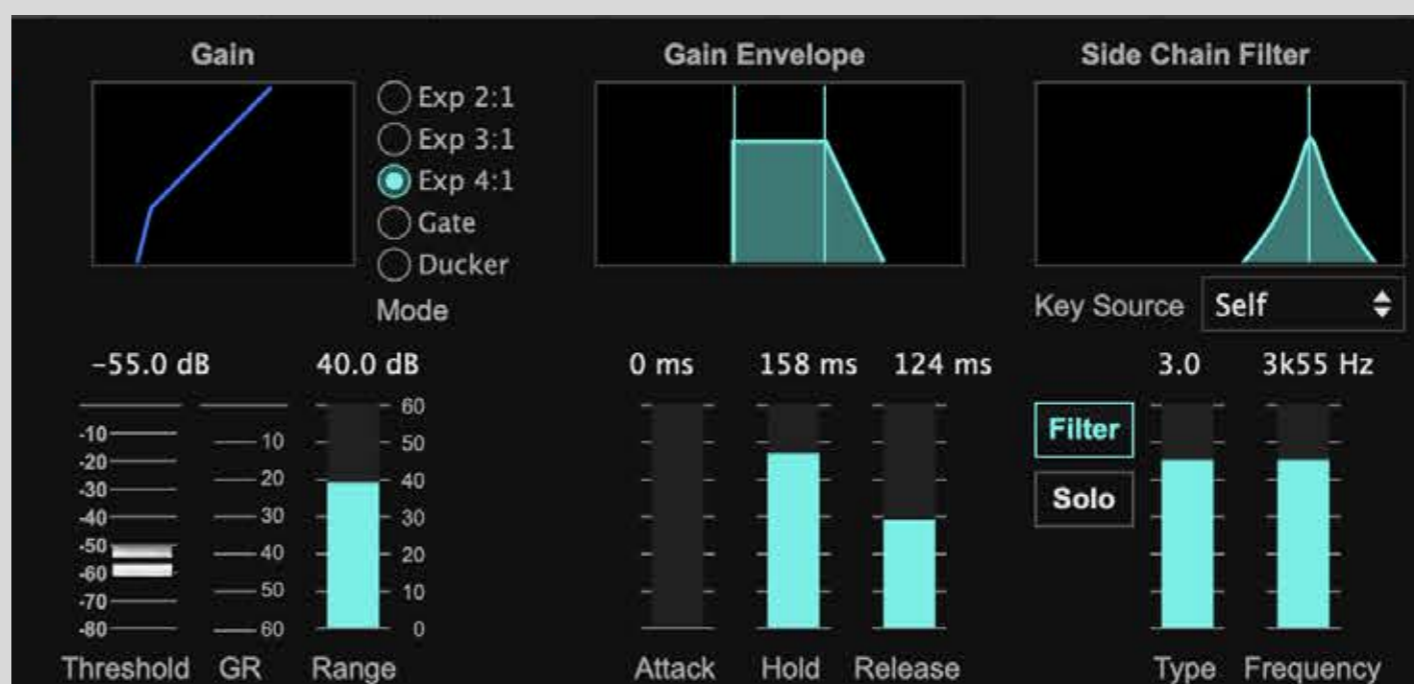 Gain
Gain Envelope
Side Chain Filter
Exp 2:1
Exp 3:1
Exp 4:1
Gate
Ducker
Mode
Key Source Self
-55.0 dB 40.0 dB 0 ms 158 ms 124 ms 3.0 3k55 Hz
60
-10 10 50
-20 20 40
-30 30 30
-40 40 20
-50 50 10
-60 60 0
-70
-80
Filter
Solo
Threshold GR Range Attack Hold Release Type Frequency